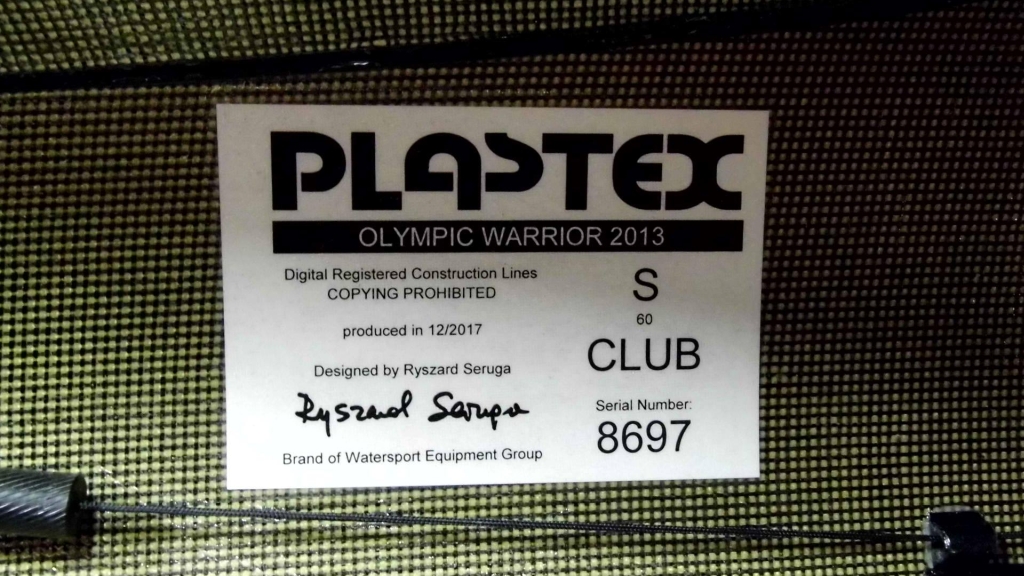 PLASTEX
OLYMPIC WARRIOR 2013
Digital Registered Construction Lines
COPYING PROHIBITED
produced in 12/2017
Designed by Ryszard Seruga
Ryszard Seruga
Brand of Watersport Equipment Group
S
60
CLUB
Serial Number:
8697